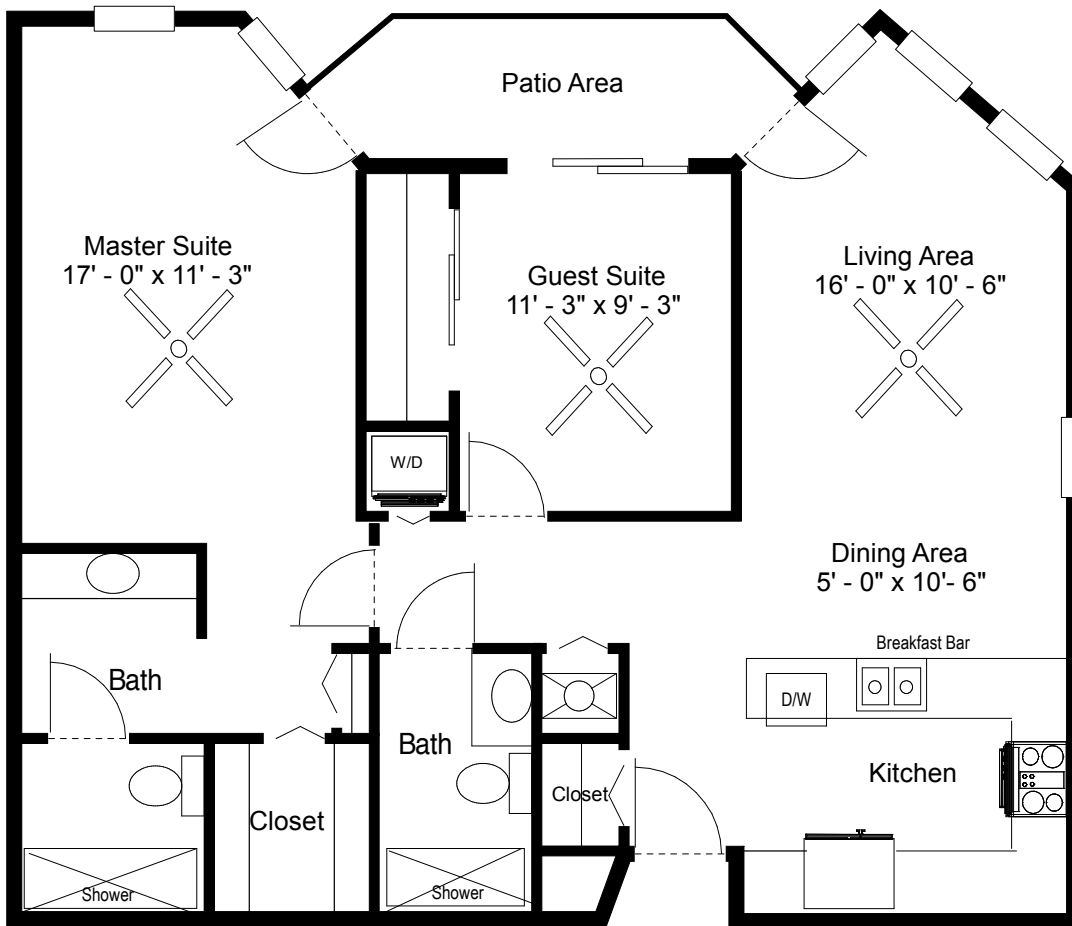 Patio Area
Master Suite
17' - 0" x 11' - 3"
Guest Suite
11' - 3" x 9' - 3"
Living Area
16' - 0" x 10' - 6"
W/D
Dining Area
5' - 0" x 10'- 6"
Breakfast Bar
Bath
D/W
Bath
Kitchen
Closet
Closet
Shower
Shower